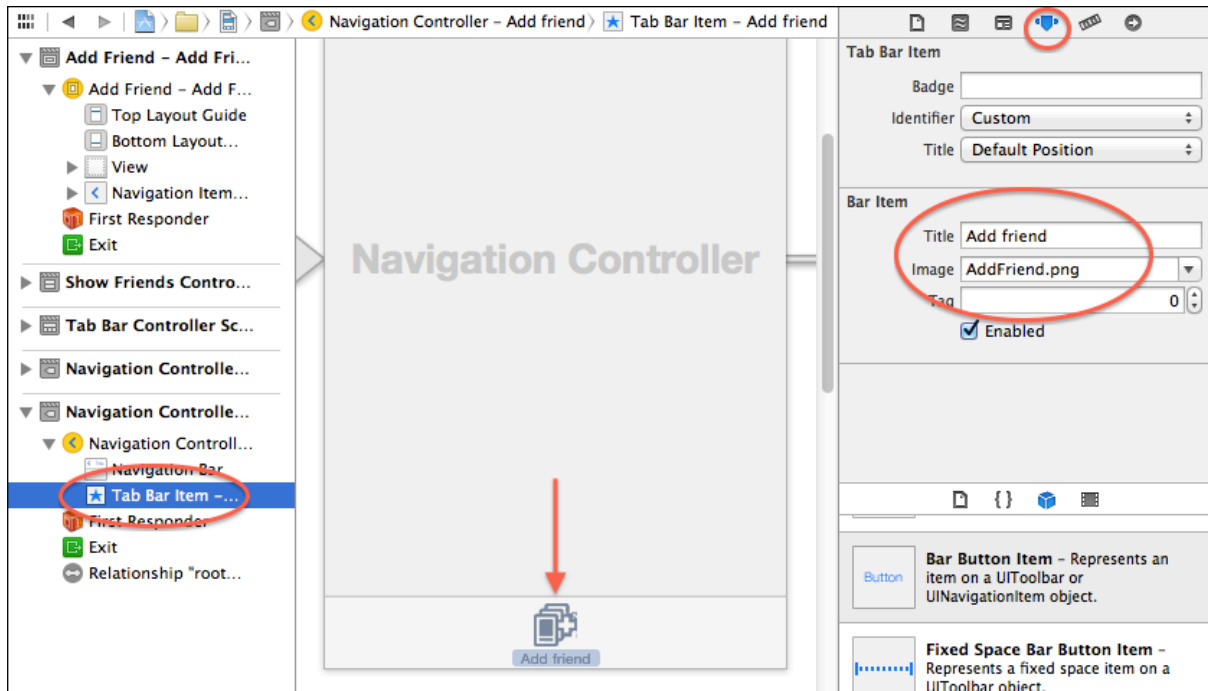 Navigation Controller – Add friend
Tab Bar Item – Add friend
Add Friend – Add Fri...
Add Friend – Add F...
Top Layout Guide
Bottom Layout...
View
Navigation Item...
First Responder
Exit
Show Friends Contro...
Tab Bar Controller Sc...
Navigation Controlle...
Navigation Controlle...
Navigation Controll...
Navigation Bar
Tab Bar Item –...
First Responder
Exit
Relationship "root...
Navigation Controller
Add friend
Tab Bar Item
Badge
Identifier Custom
Title Default Position
Bar Item
Title Add friend
Image AddFriend.png
Tag 0
Enabled
{ }
Button
Bar Button Item – Represents an
item on a UIToolbar or
UINavigationItem object.
Fixed Space Bar Button Item –
Represents a fixed space item on a
UIToolbar object.